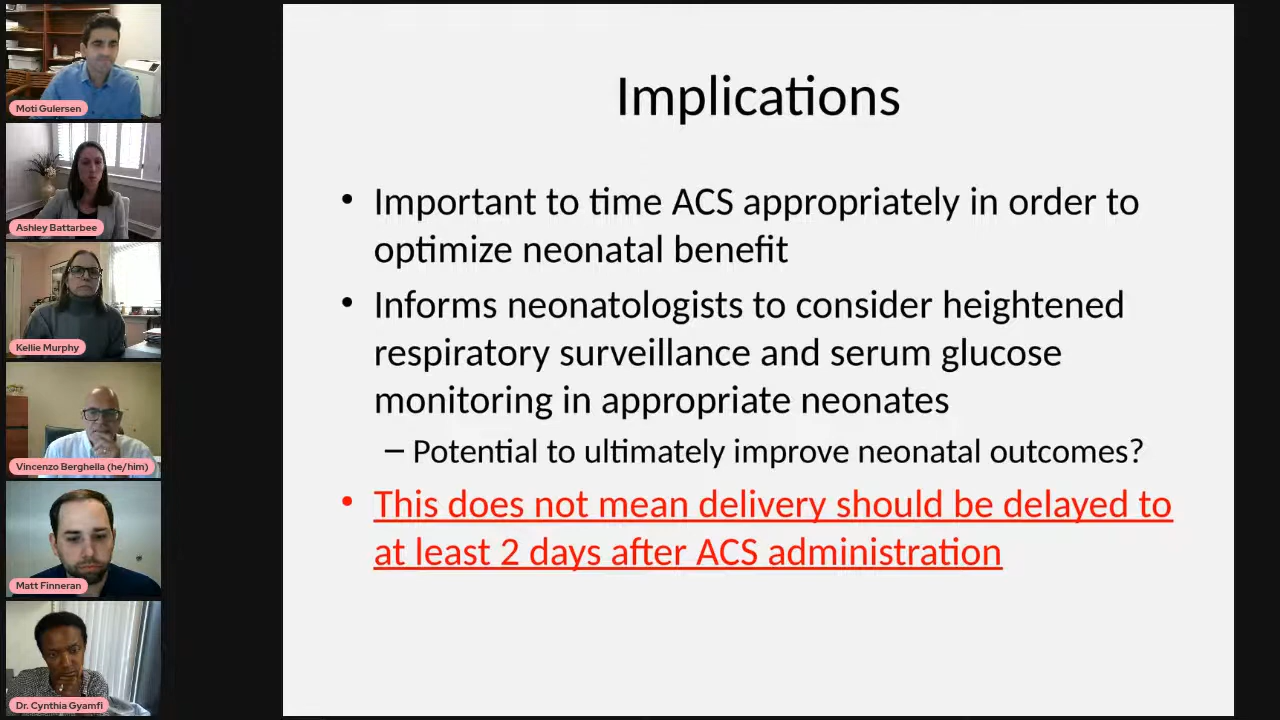 Moti Gulersen
Ashley Battarbee
Kellie Murphy
Vincenzo Berghella (he/him)
Matt Finneran
Dr. Cynthia Gyamfi
Implications
• Important to time ACS appropriately in order to
optimize neonatal benefit
• Informs neonatologists to consider heightened
respiratory surveillance and serum glucose
monitoring in appropriate neonates
– Potential to ultimately improve neonatal outcomes?
• This does not mean delivery should be delayed to
at least 2 days after ACS administration